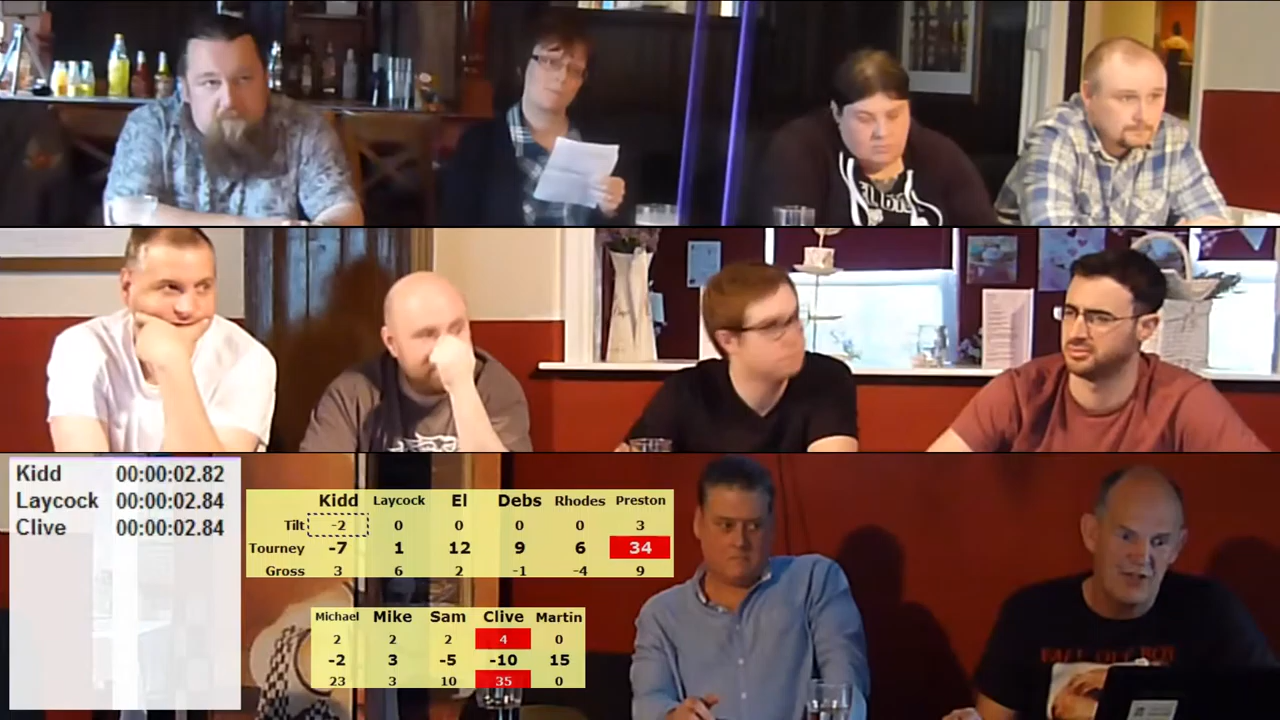 Kidd 00:00:02.82
Laycock 00:00:02.84
Clive 00:00:02.84
Kidd Laycock El Debs Rhodes Preston
Tilt -2 0 0 0 0 3
Tourney -7 1 12 9 6 34
Gross 3 6 2 -1 -4 9
Michael Mike Sam Clive Martin
2 2 2 4 0
-2 3 -5 -10 15
23 3 10 35 0